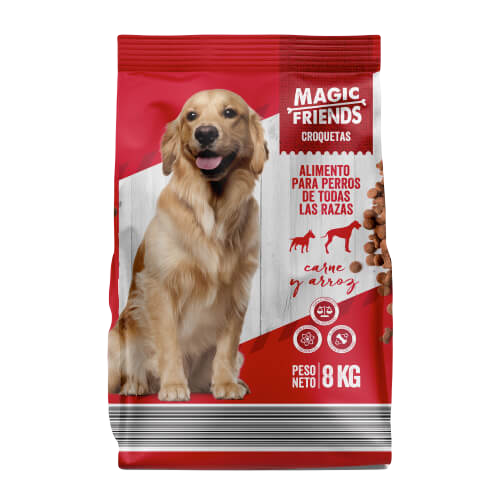 MAGIC
FRIENDS
CROQUETAS
ALIMENTO
PARA PERROS
DE TODAS
LAS RAZAS
carne
y arroz
PESO
NETO
8 KG